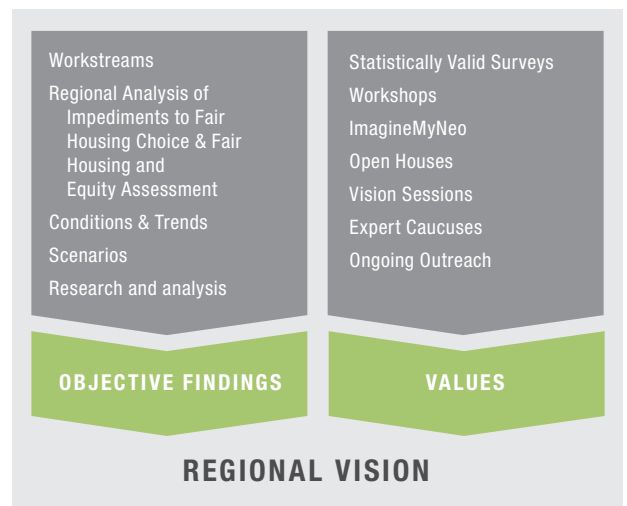 Workstreams
Regional Analysis of
Impediments to Fair
Housing Choice & Fair
Housing and
Equity Assessment
Conditions & Trends
Scenarios
Research and analysis
OBJECTIVE FINDINGS
Statistically Valid Surveys
Workshops
ImagineMyNeo
Open Houses
Vision Sessions
Expert Caucuses
Ongoing Outreach
VALUES
REGIONAL VISION